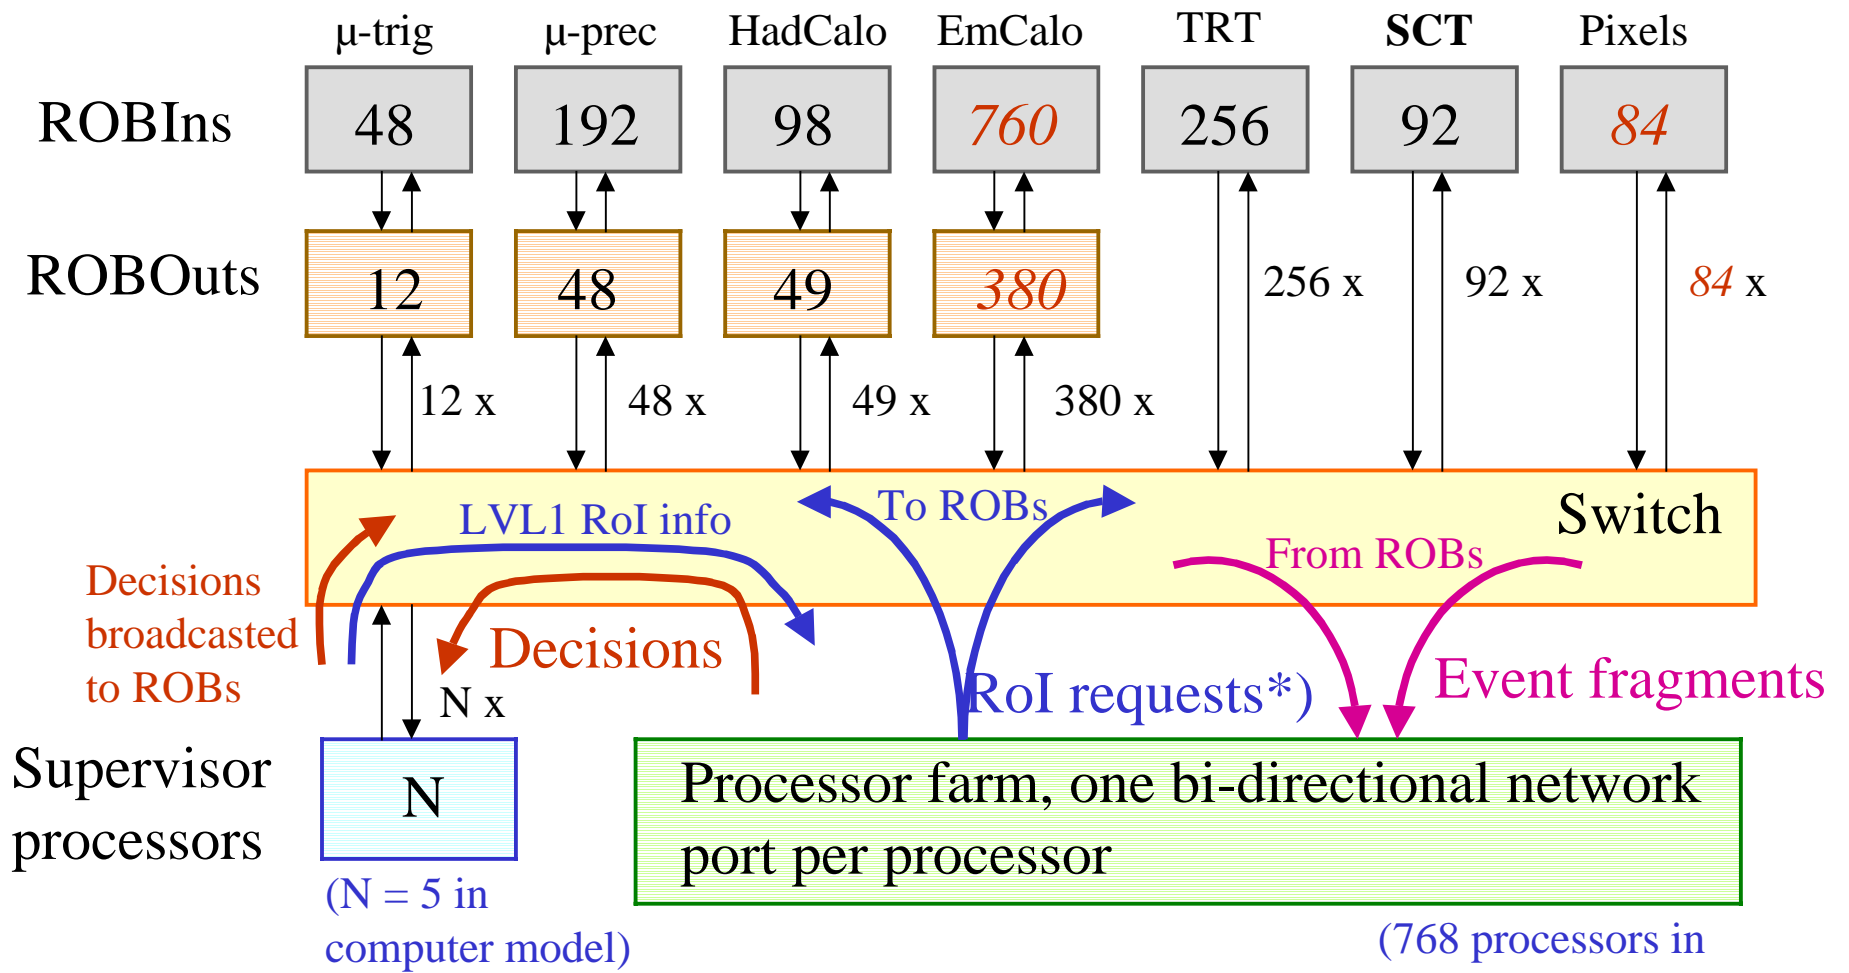 μ-trig μ-prec HadCalo EmCalo TRT SCT Pixels
ROBIns 48 192 98 760 256 92 84
ROBOuts 12 48 49 380 256 x 92 x 84 x
12 x 48 x 49 x 380 x
To ROBs
LVL1 RoI info
Switch
From ROBs
Decisions
broadcasted
to ROBs
Decisions
N x
RoI requests*)
Event fragments
Supervisor
processors
N
Processor farm, one bi-directional network
port per processor
(N = 5 in
computer model)
(768 processors in